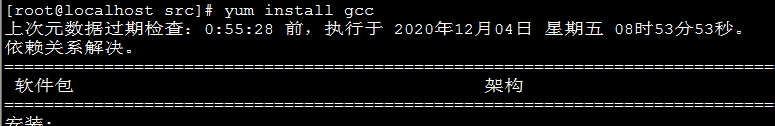 [root@localhost src]# yum install gcc
上次元数据过期检查：0:55:28 前，执行于 2020年12月04日 星期五 08时53分53秒。
依赖关系解决。
================================================================================
软件包 架构
================================================================================
安装: